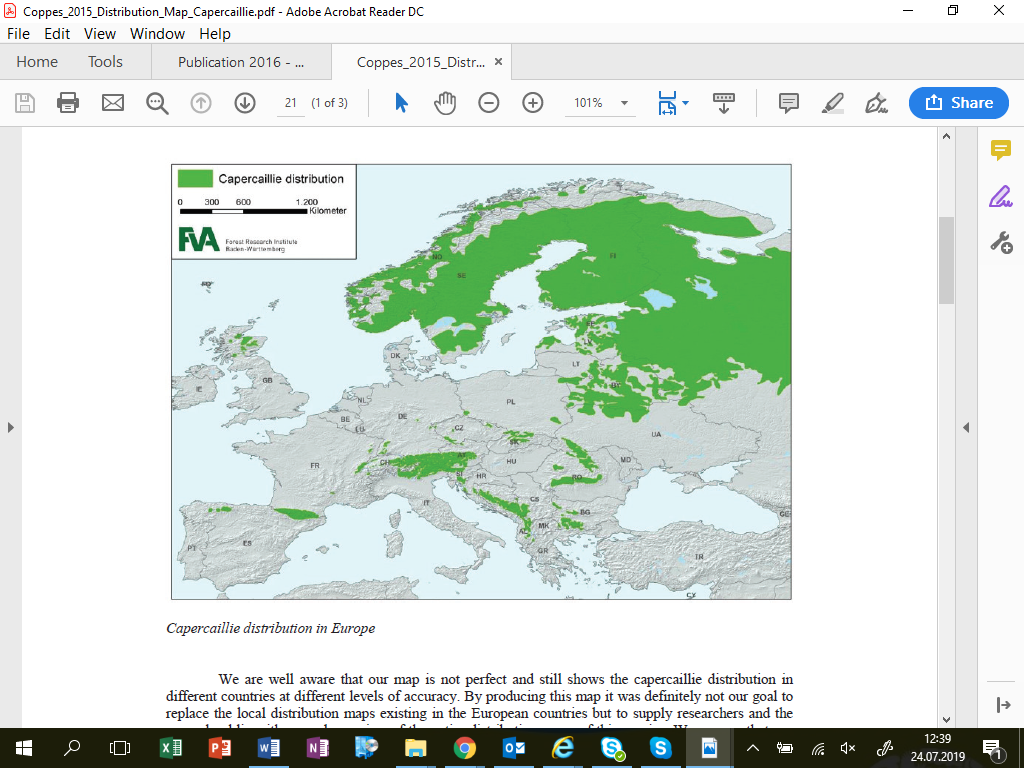 Coppes_2015_Distribution_Map_Capercaillie.pdf - Adobe Acrobat Reader DC
File Edit View Window Help
Home Tools Publication 2016 - ... Coppes_2015_Distr... ×
21 (1 of 3) 101% Share
Capercaillie distribution
0 300 600 1.200
Kilometer
FVA Forest Research Institute
Baden-Württemberg
NO
SE
FI
EE
DK
LT
BY
IE
GB
NL
DE
PL
BE
LU
CZ
UA
SK
FR
CH
AT
HU
MD
SI
HR
RO
IT
CS
BG
PT
ES
AL
MK
GR
GE
TR
CY
Capercaillie distribution in Europe
We are well aware that our map is not perfect and still shows the capercaillie distribution in
different countries at different levels of accuracy. By producing this map it was definitely not our goal to
replace the local distribution maps existing in the European countries but to supply researchers and the
12:39
24.07.2019
1